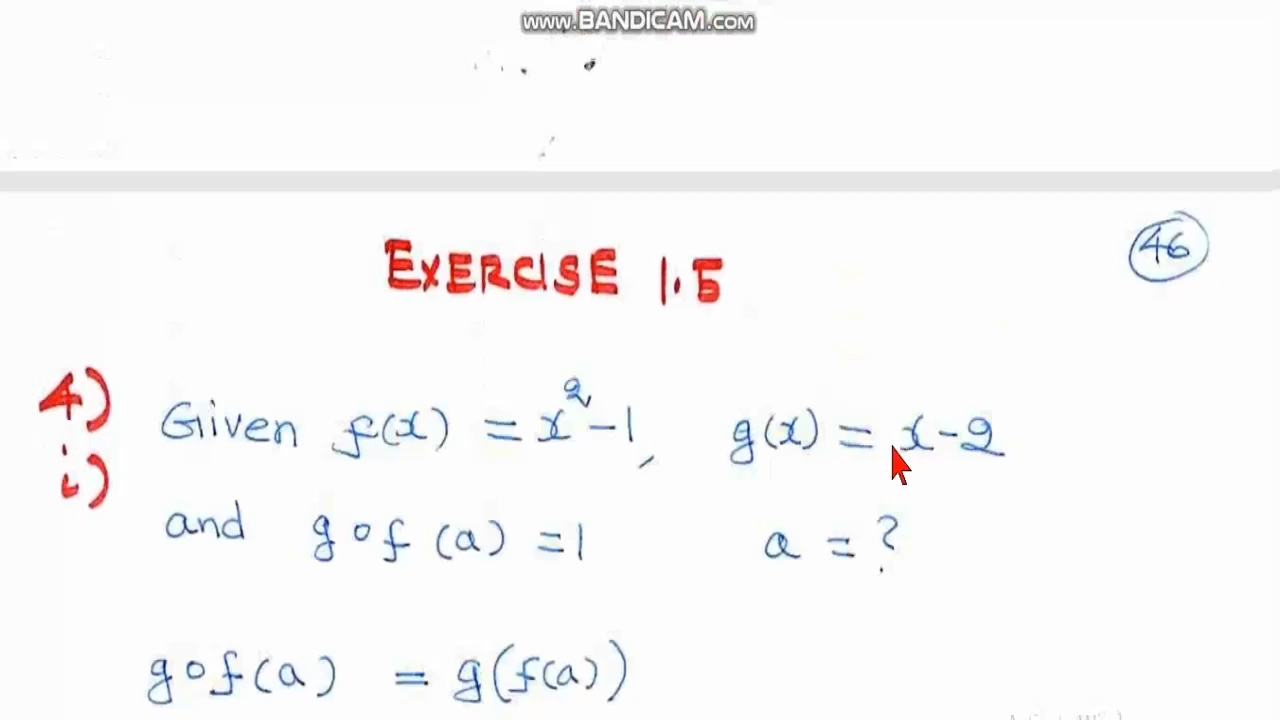 www.BANDICAM.com
46
EXERCISE 1.5
4) Given f(x) = x² - 1, g(x) = x - 2
i) and gof(a) = 1 a = ?
gof(a) = g(f(a))